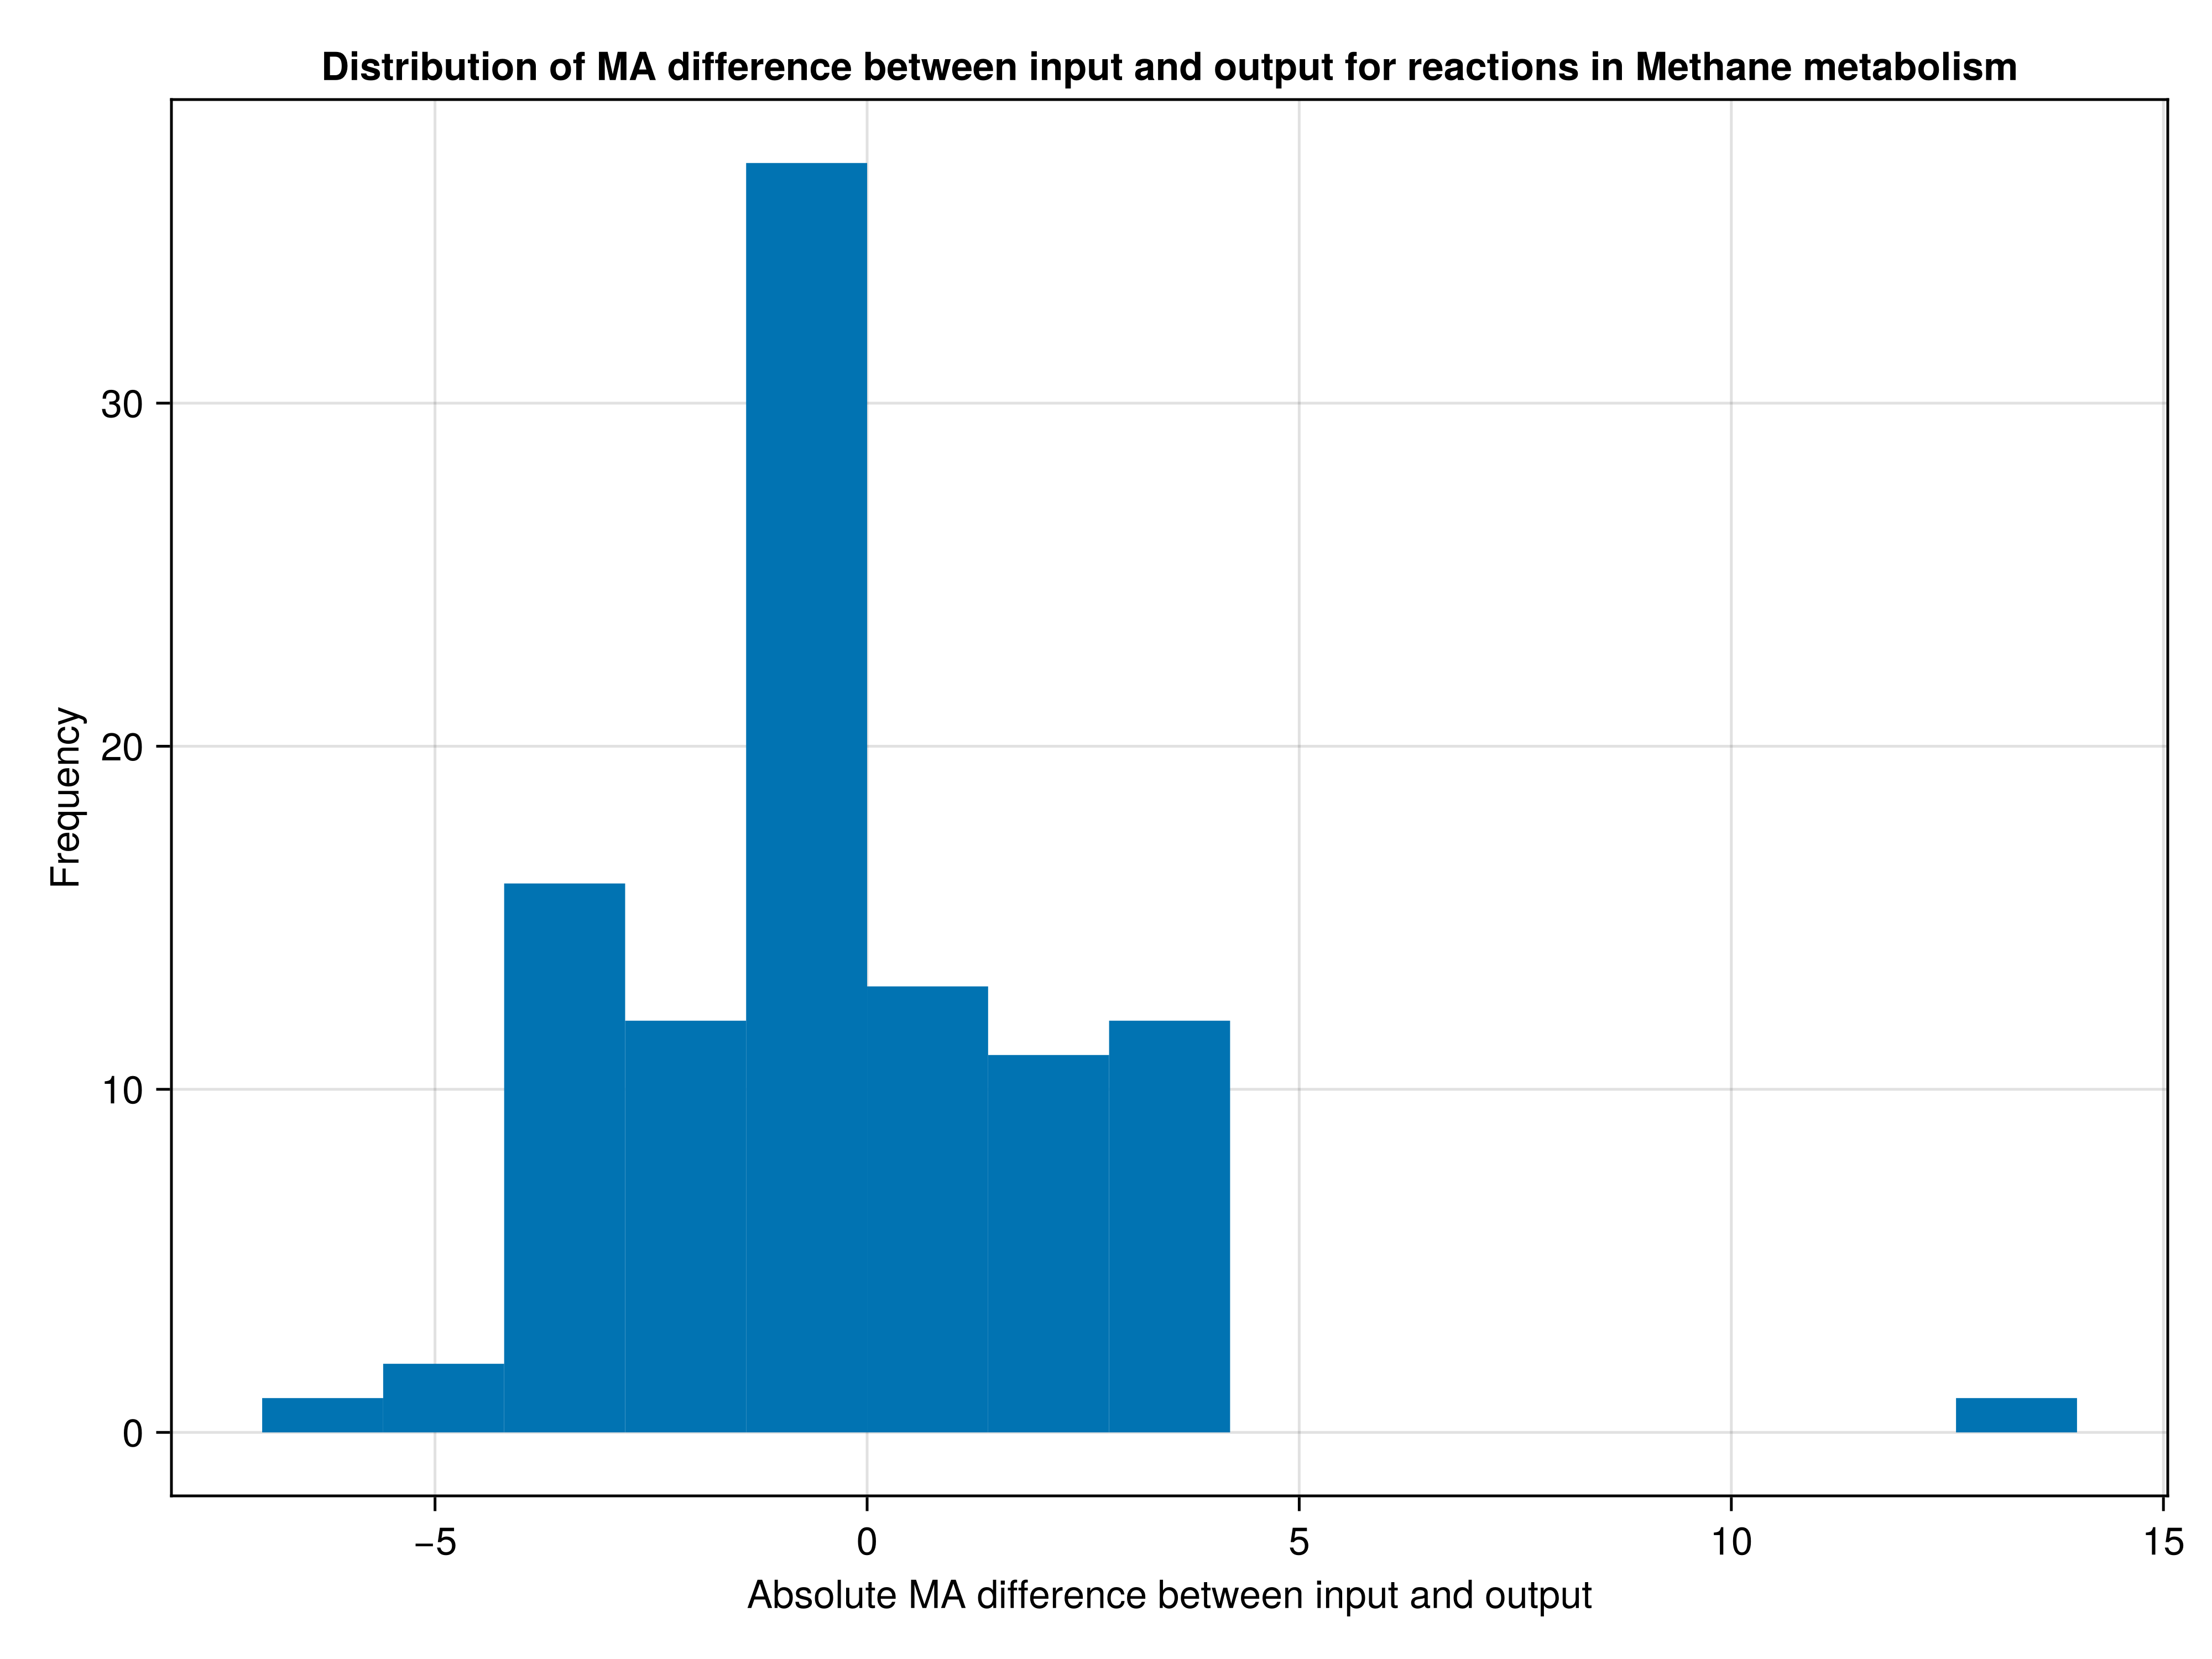 Distribution of MA difference between input and output for reactions in Methane metabolism
30
20
10
0
Frequency
−5 0 5 10 15
Absolute MA difference between input and output